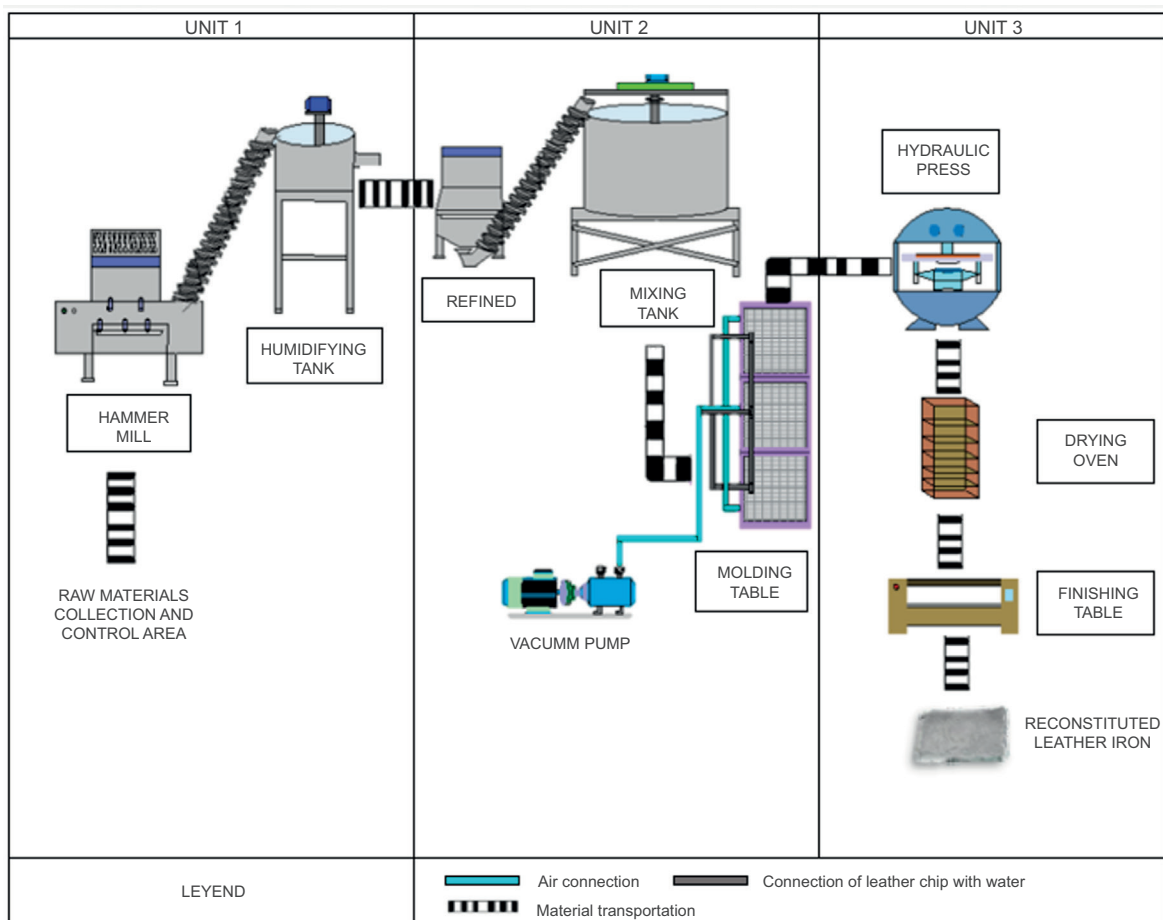 UNIT 1
UNIT 2
UNIT 3
HAMMER
MILL
HUMIDIFYING
TANK
RAW MATERIALS
COLLECTION AND
CONTROL AREA
REFINED
MIXING
TANK
MOLDING
TABLE
VACUMM PUMP
HYDRAULIC
PRESS
DRYING
OVEN
FINISHING
TABLE
RECONSTITUTED
LEATHER IRON
LEYEND
Air connection
Connection of leather chip with water
Material transportation